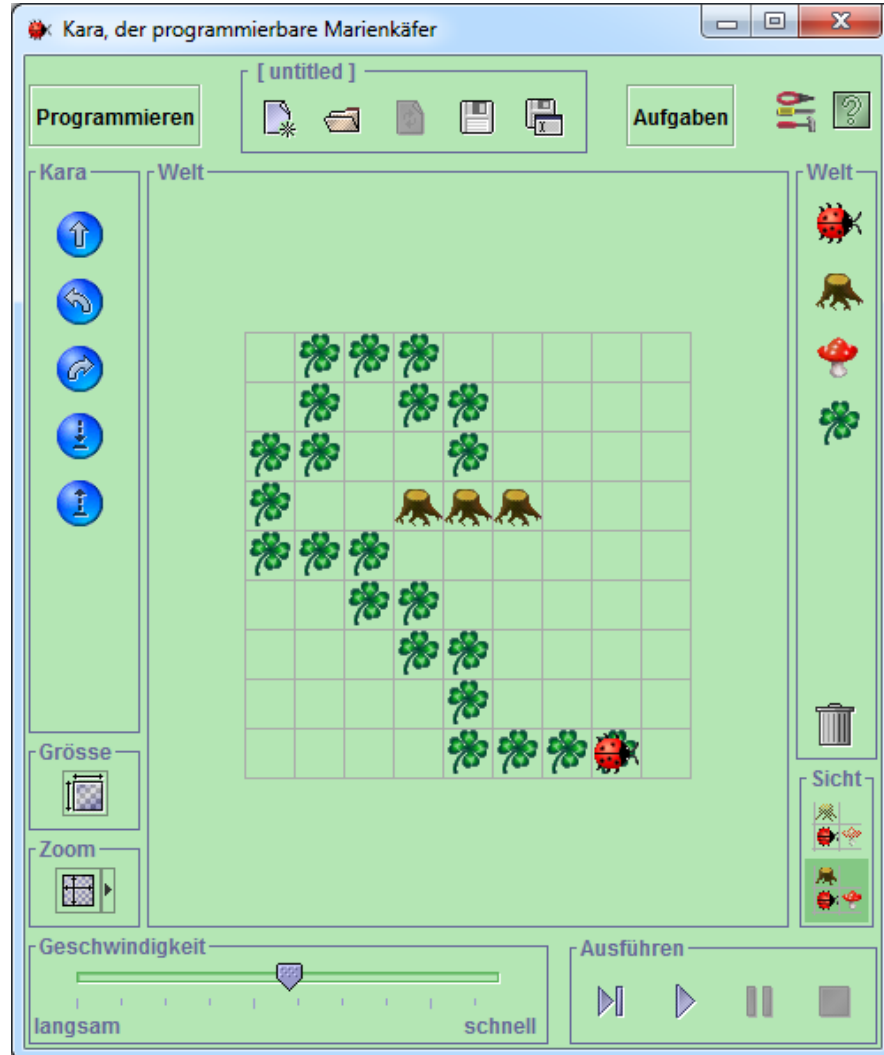 Kara, der programmierbare Marienkäfer
[ untitled ]
Programmieren
Aufgaben
Kara
Welt
Welt
Grösse
Zoom
Sicht
Geschwindigkeit
langsam
schnell
Ausführen